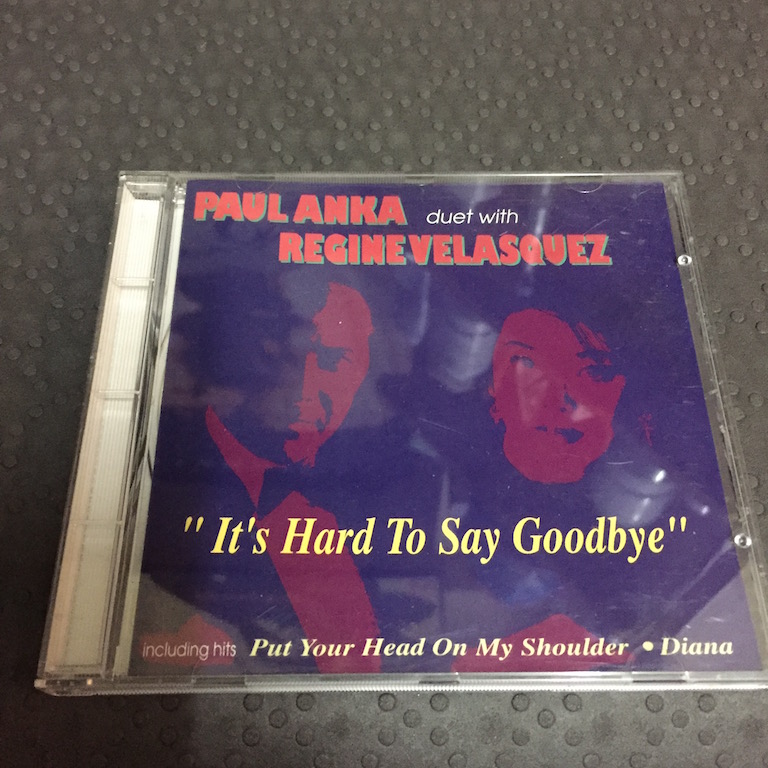 PAUL ANKA duet with
REGINE VELASQUEZ
"It's Hard To Say Goodbye"
including hits Put Your Head On My Shoulder • Diana